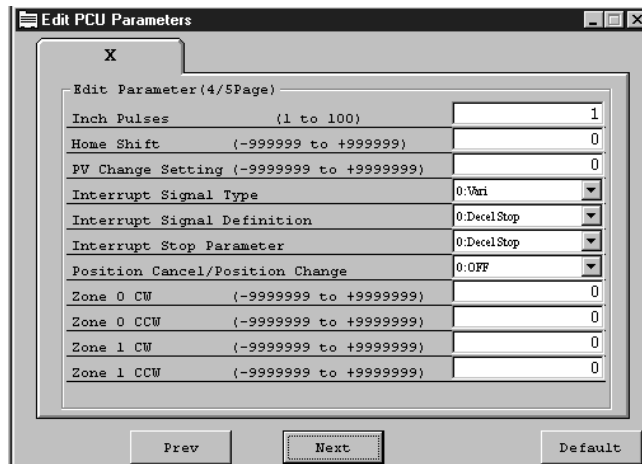 Edit PCU Parameters
X
Edit Parameter(4/5Page)
Inch Pulses (1 to 100) 1
Home Shift (-999999 to +999999) 0
PV Change Setting (-999999 to +999999) 0
Interrupt Signal Type 0:Vari
Interrupt Signal Definition 0:Decel Stop
Interrupt Stop Parameter 0:Decel Stop
Position Cancel/Position Change 0:OFF
Zone 0 CW (-9999999 to +9999999) 0
Zone 0 CCW (-9999999 to +9999999) 0
Zone 1 CW (-9999999 to +9999999) 0
Zone 1 CCW (-9999999 to +9999999) 0
Prev Next Default